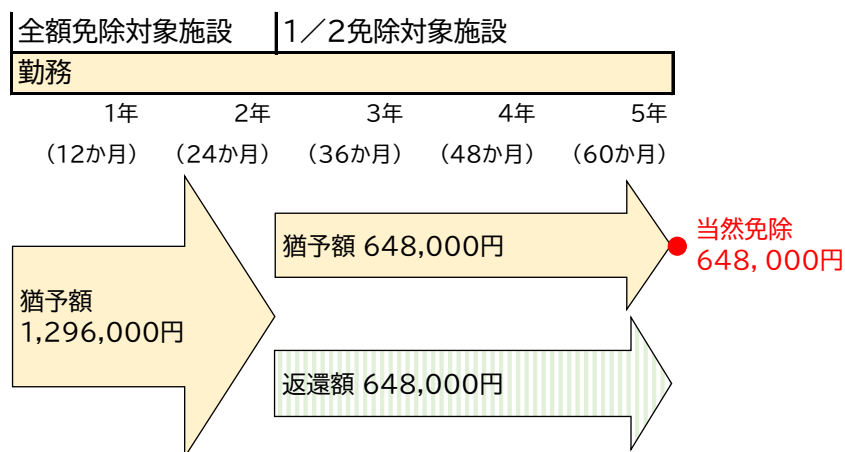 全額免除対象施設
1／2免除対象施設
勤務
1年
2年
3年
4年
5年
（12か月）
（24か月）
（36か月）
（48か月）
（60か月）
猶予額 648,000円
当然免除
648，000円
猶予額
1,296,000円
返還額 648,000円